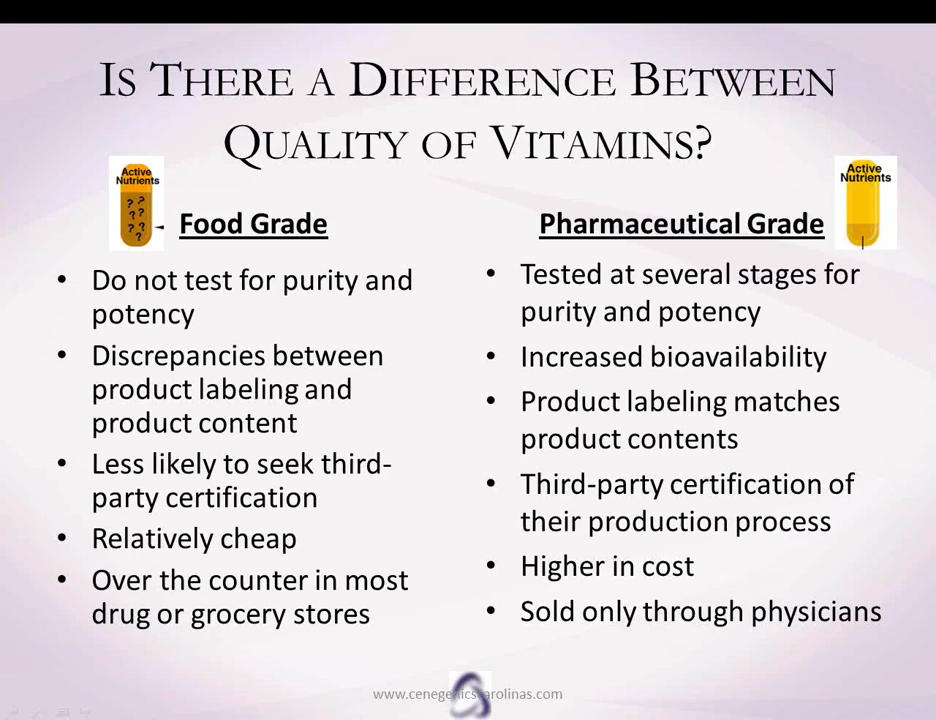 IS THERE A DIFFERENCE BETWEEN
QUALITY OF VITAMINS?
Active
Nutrients
? ?
? ?
? ?
?
Food Grade
• Do not test for purity and
potency
• Discrepancies between
product labeling and
product content
• Less likely to seek third-
party certification
• Relatively cheap
• Over the counter in most
drug or grocery stores
Active
Nutrients
Pharmaceutical Grade
• Tested at several stages for
purity and potency
• Increased bioavailability
• Product labeling matches
product contents
• Third-party certification of
their production process
• Higher in cost
• Sold only through physicians
www.cenegenicscarolinas.com